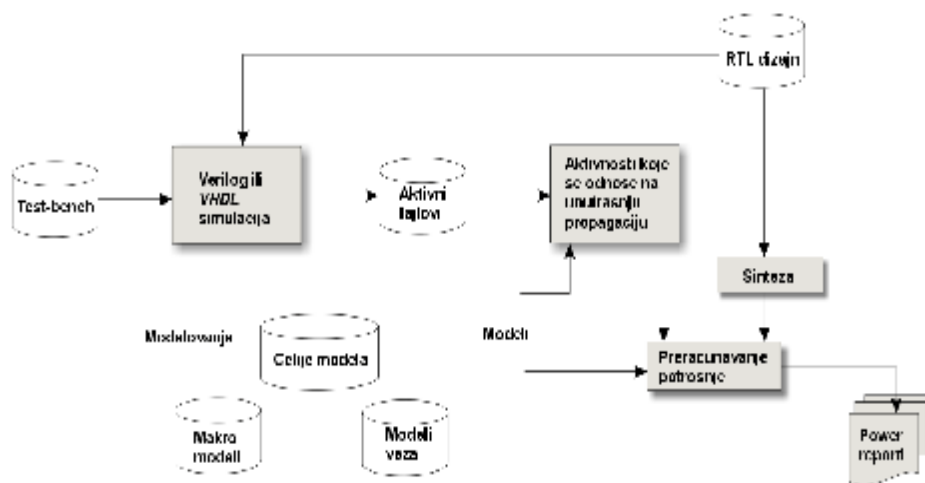 RTL dizajn
Test-bench
Verilog ili
VHDL
simulacija
Aktivni
fajlovi
Aktivnosti koje
se odnose na
unutrasnju
propagaciju
Sinteza
Modelovanje
Celije modela
Modeli
Preracunavanje
potrosnje
Makro
modeli
Modeli
veza
Power
report